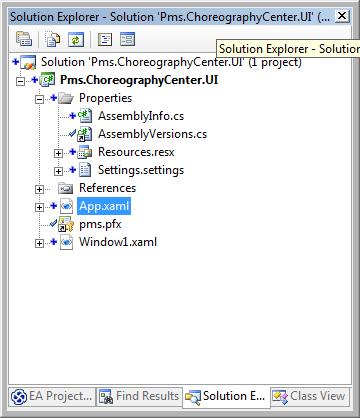 Solution Explorer - Solution 'Pms.ChoreographyCenter.UI' (...
Solution Explorer - Solution
Solution 'Pms.ChoreographyCenter.UI' (1 project)
Pms.ChoreographyCenter.UI
Properties
AssemblyInfo.cs
AssemblyVersions.cs
Resources.resx
Settings.settings
References
App.xaml
pms.pfx
Window1.xaml
EA Project... Find Results Solution E... Class View